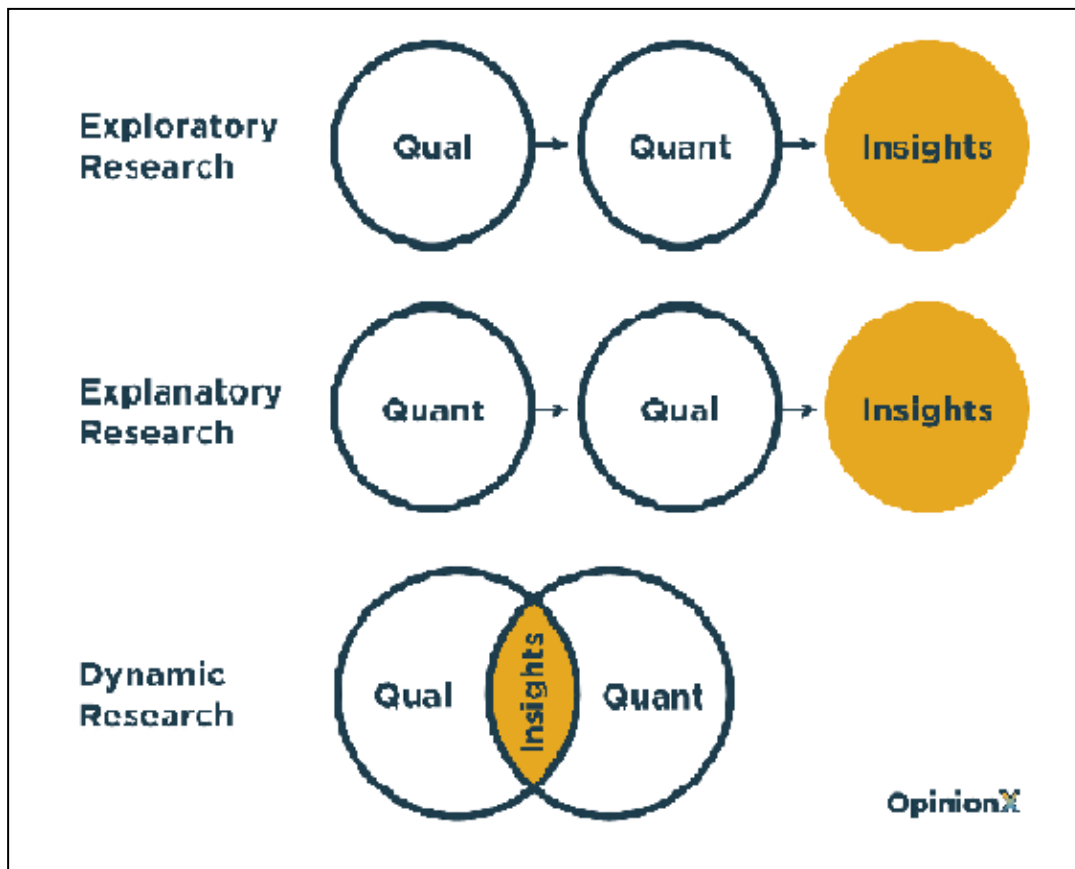 Exploratory
Research
Qual
Quant
Insights
Explanatory
Research
Quant
Qual
Insights
Dynamic
Research
Qual
Insights
Quant
OpinionX